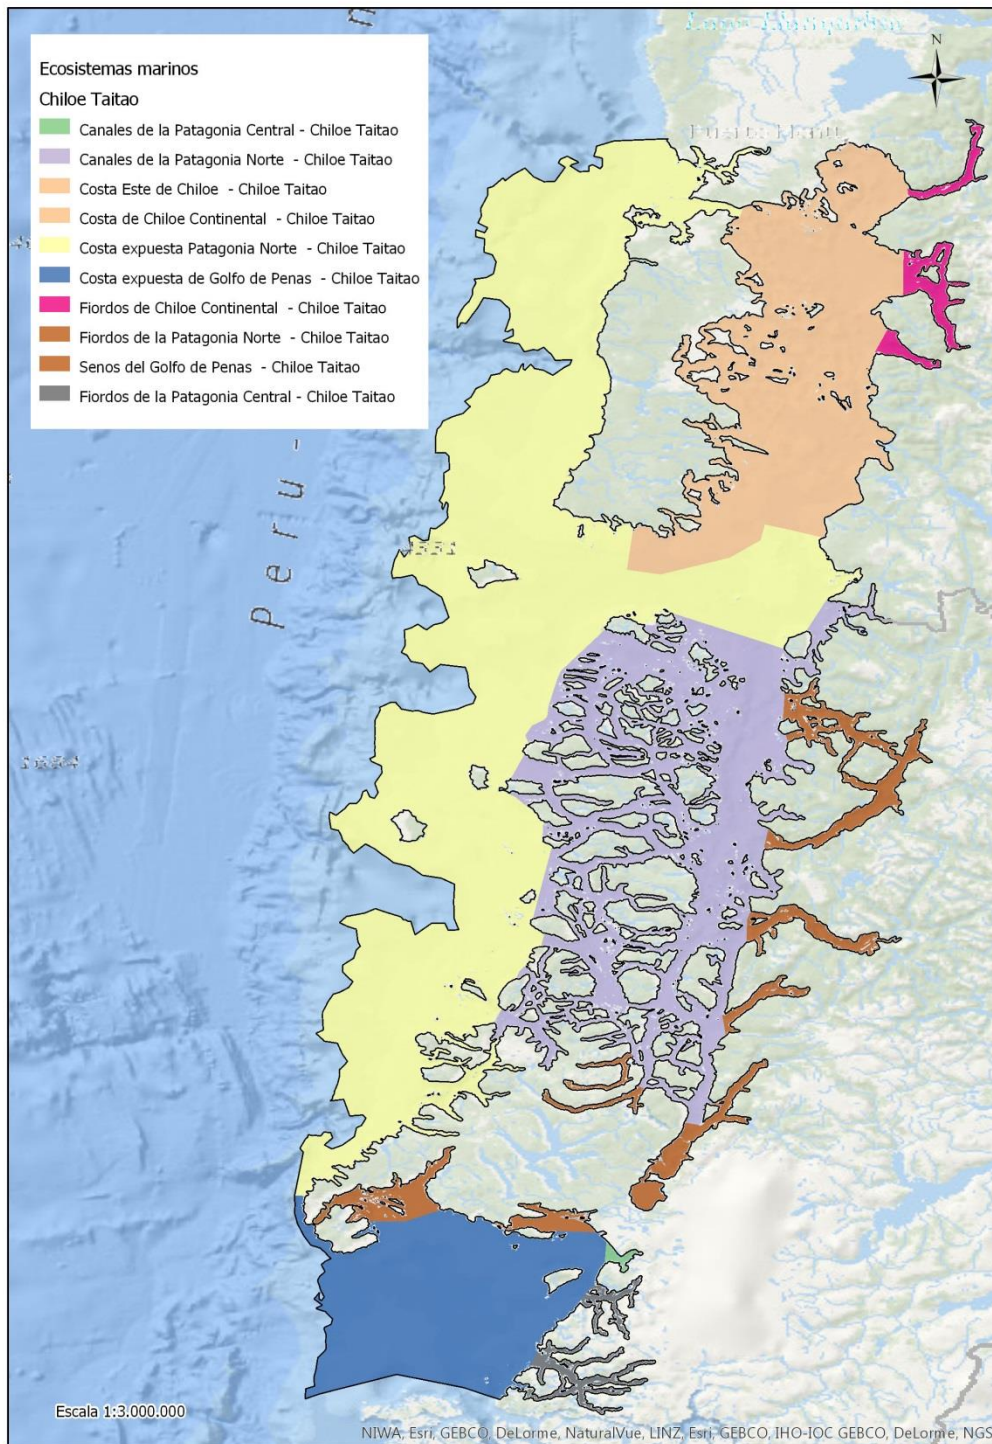 Ecosistemas marinos
Chiloe Taitao
Canales de la Patagonia Central - Chiloe Taitao
Canales de la Patagonia Norte - Chiloe Taitao
Costa Este de Chiloe - Chiloe Taitao
Costa de Chiloe Continental - Chiloe Taitao
Costa expuesta Patagonia Norte - Chiloe Taitao
Costa expuesta de Golfo de Penas - Chiloe Taitao
Fiordos de Chiloe Continental - Chiloe Taitao
Fiordos de la Patagonia Norte - Chiloe Taitao
Senos del Golfo de Penas - Chiloe Taitao
Fiordos de la Patagonia Central - Chiloe Taitao
N
Peru-
Escala 1:3.000.000
NIWA, Esri, GEBCO, DeLorme, NaturalVue, LINZ, Esri, GEBCO, IHO-IOC GEBCO, DeLorme, NGS